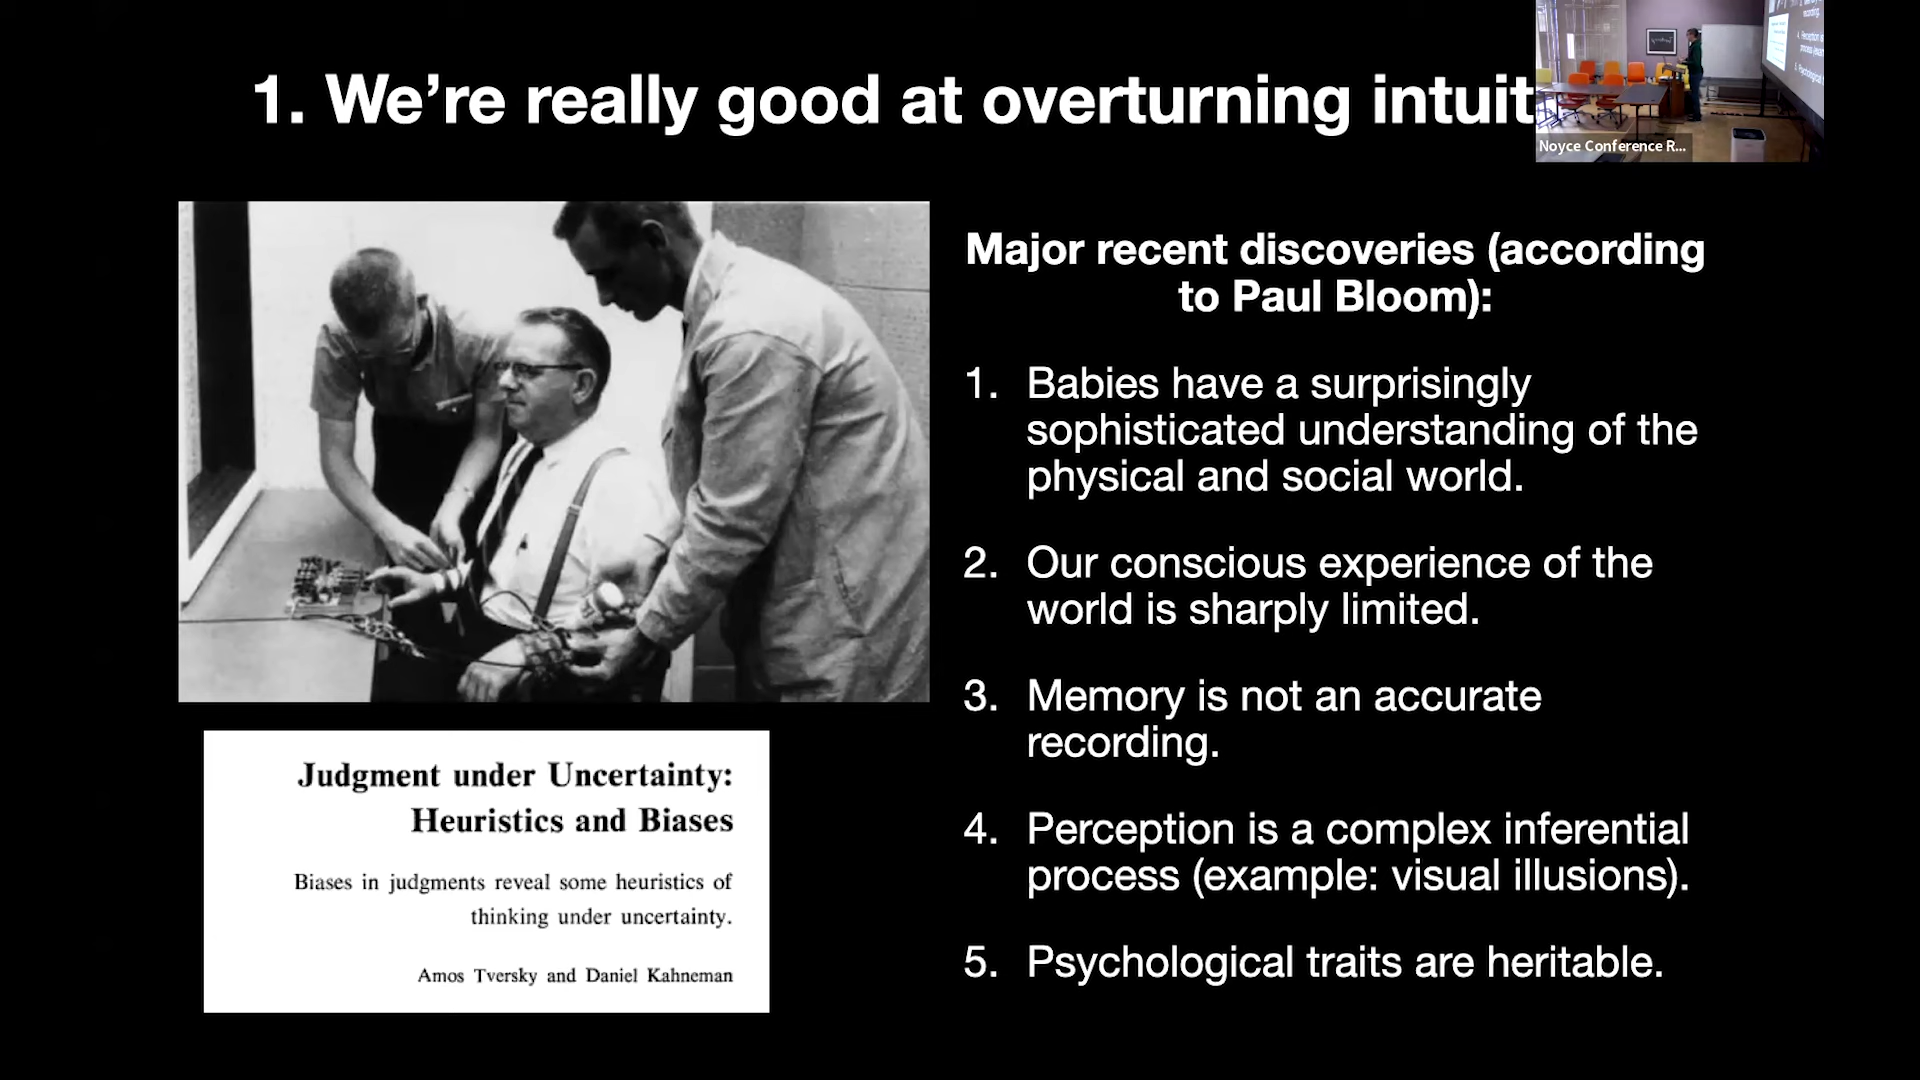 1. We’re really good at overturning intuit
Noyce Conference R...
Major recent discoveries (according
to Paul Bloom):
1. Babies have a surprisingly
sophisticated understanding of the
physical and social world.
2. Our conscious experience of the
world is sharply limited.
3. Memory is not an accurate
recording.
4. Perception is a complex inferential
process (example: visual illusions).
5. Psychological traits are heritable.
Judgment under Uncertainty:
Heuristics and Biases
Biases in judgments reveal some heuristics of
thinking under uncertainty.
Amos Tversky and Daniel Kahneman